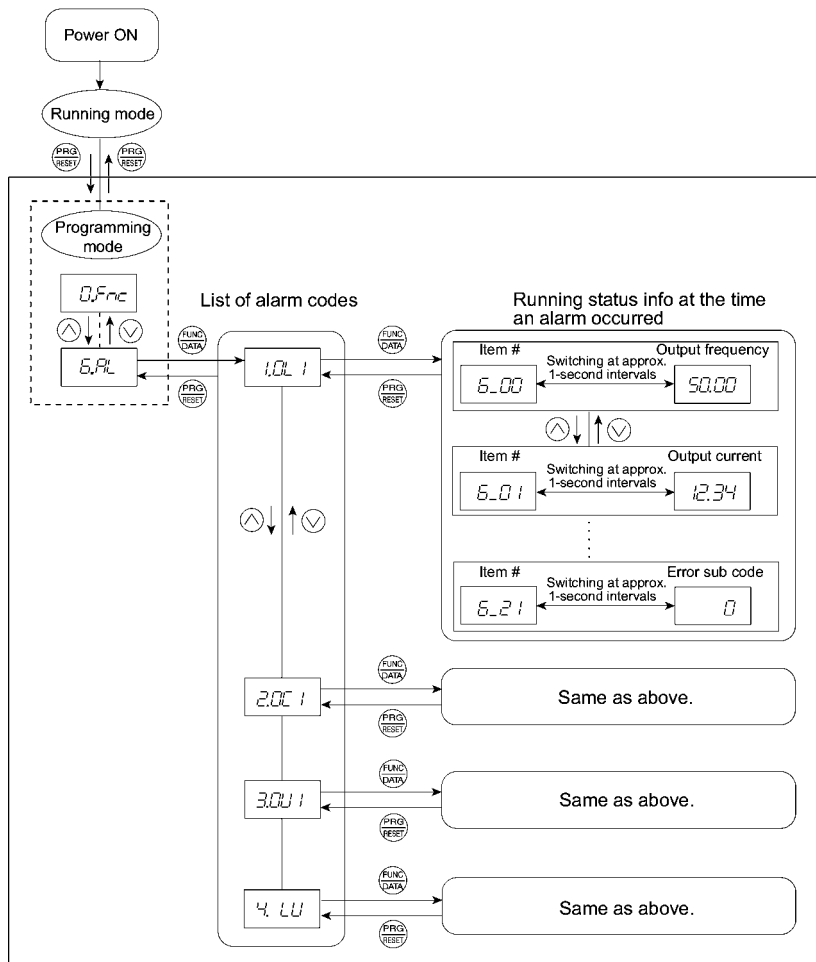 Power ON
Running mode
PRG
RESET
PRG
RESET
Programming
mode
0.Fnc
6.AL
FUNC
DATA
PRG
RESET
List of alarm codes
1.OL1
FUNC
DATA
PRG
RESET
Running status info at the time
an alarm occurred
Item #
Switching at approx.
1-second intervals
Output frequency
6_00
50.00
Item #
Switching at approx.
1-second intervals
Output current
6_01
12.34
Item #
Switching at approx.
1-second intervals
Error sub code
6_21
0
2.OC1
FUNC
DATA
PRG
RESET
Same as above.
3.OU1
FUNC
DATA
PRG
RESET
Same as above.
4. LU
FUNC
DATA
PRG
RESET
Same as above.